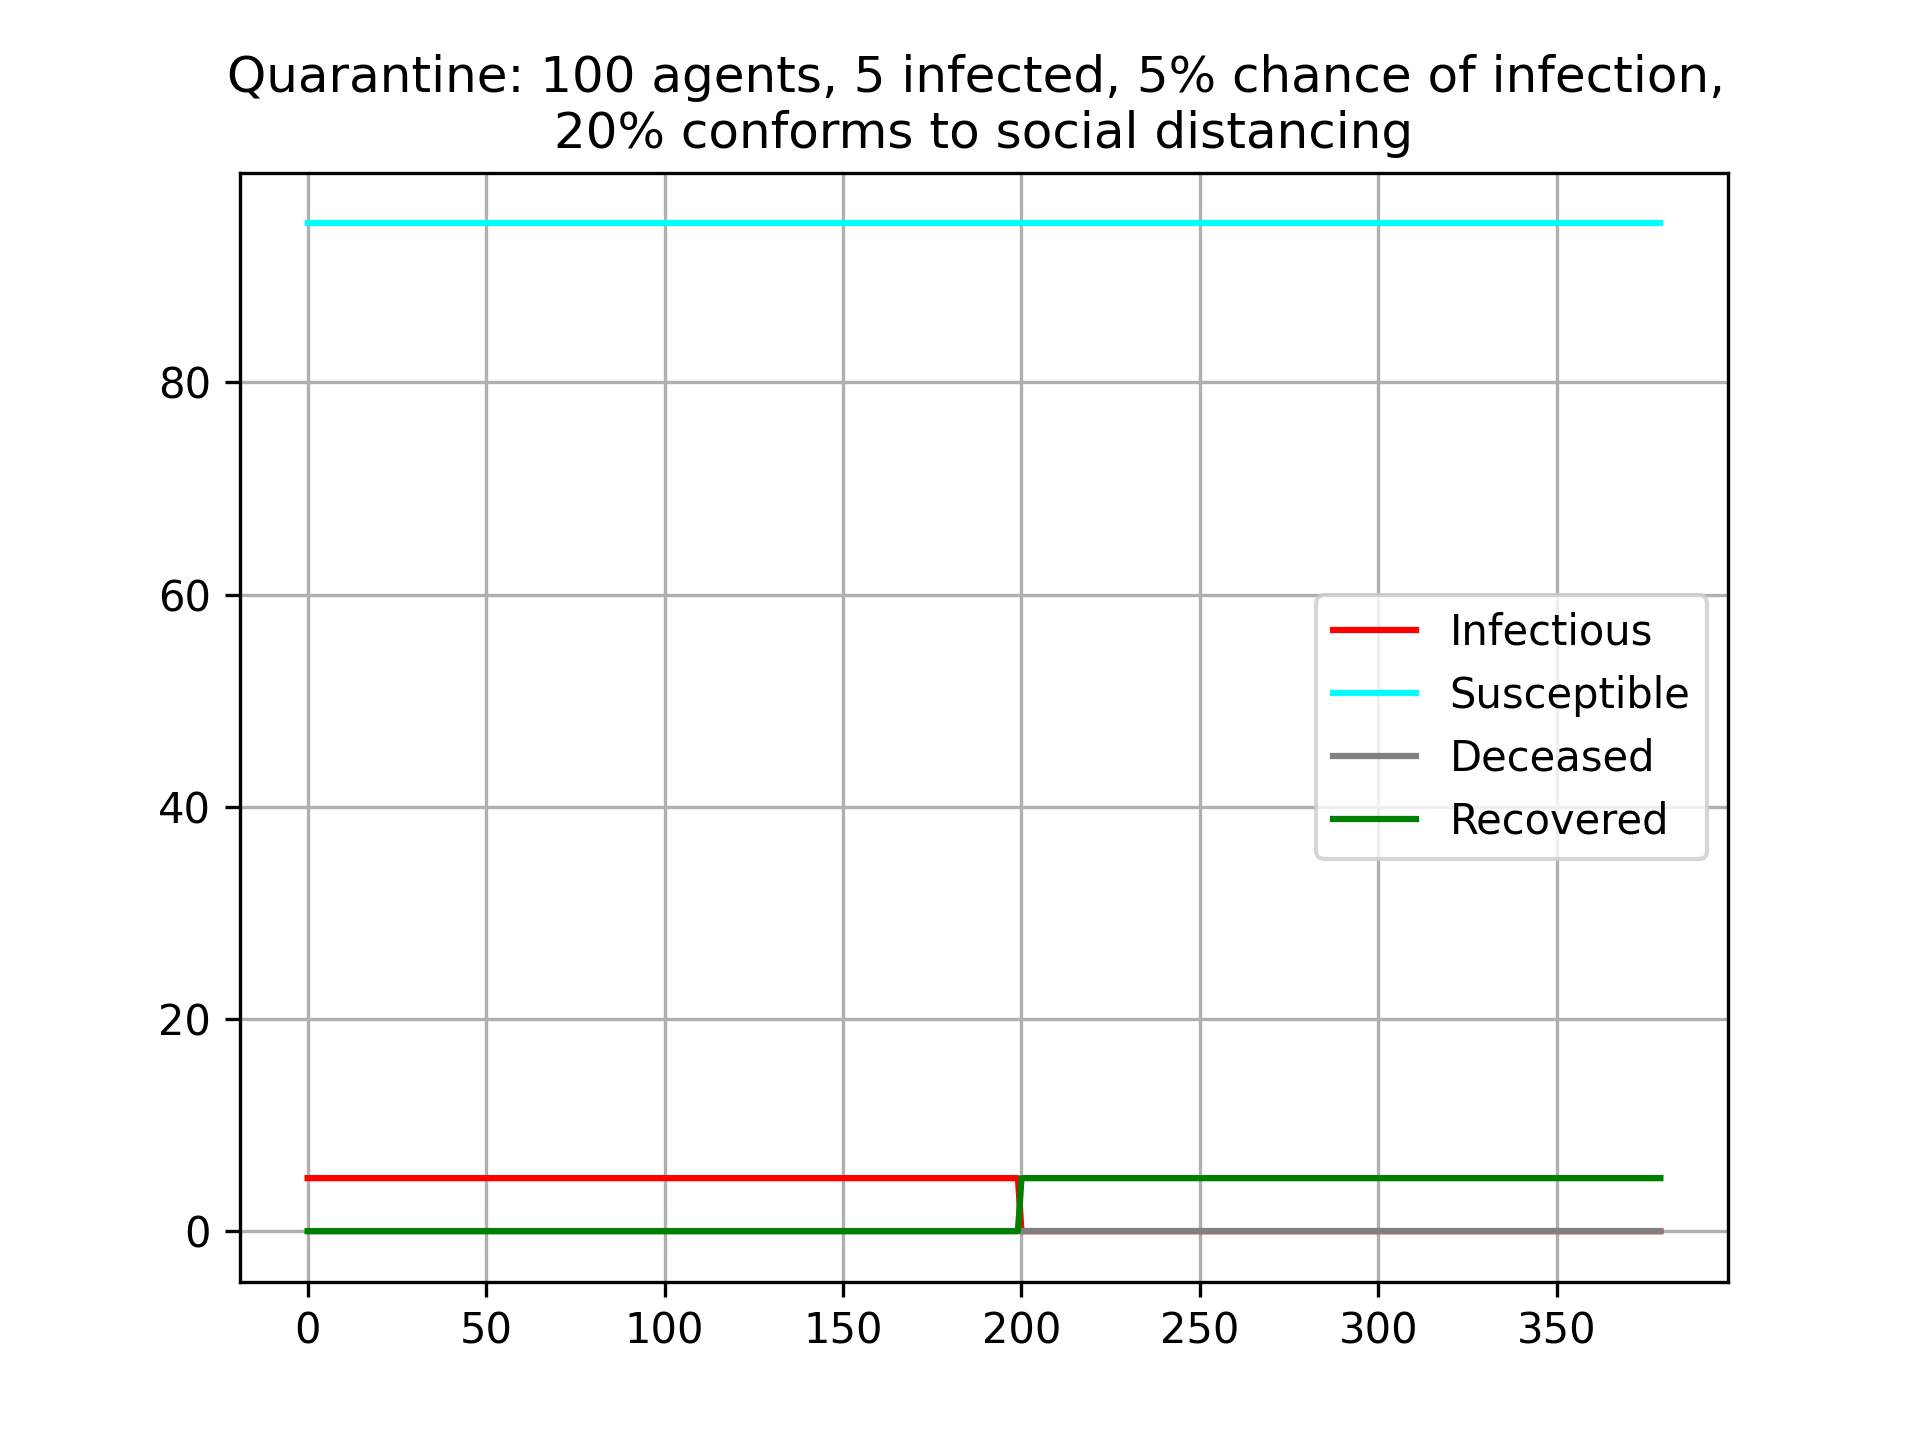 Quarantine: 100 agents, 5 infected, 5% chance of infection,
20% conforms to social distancing
80
60
40
20
0
Infectious
Susceptible
Deceased
Recovered
0 50 100 150 200 250 300 350